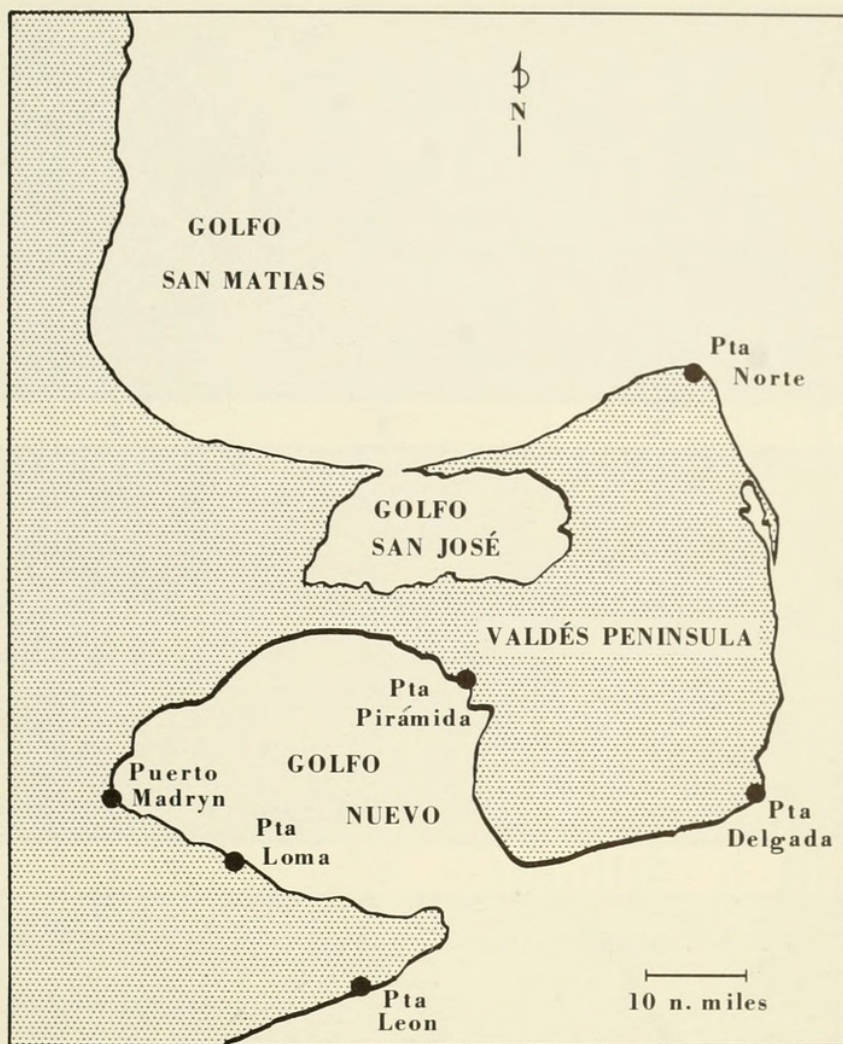 N
GOLFO
SAN MATIAS
Pta
Norte
GOLFO
SAN JOSÉ
VALDÉS PENINSULA
Pta
Pirámida
GOLFO
NUEVO
Puerto
Madryn
Pta
Loma
Pta
Delgada
Pta
Leon
10 n. miles